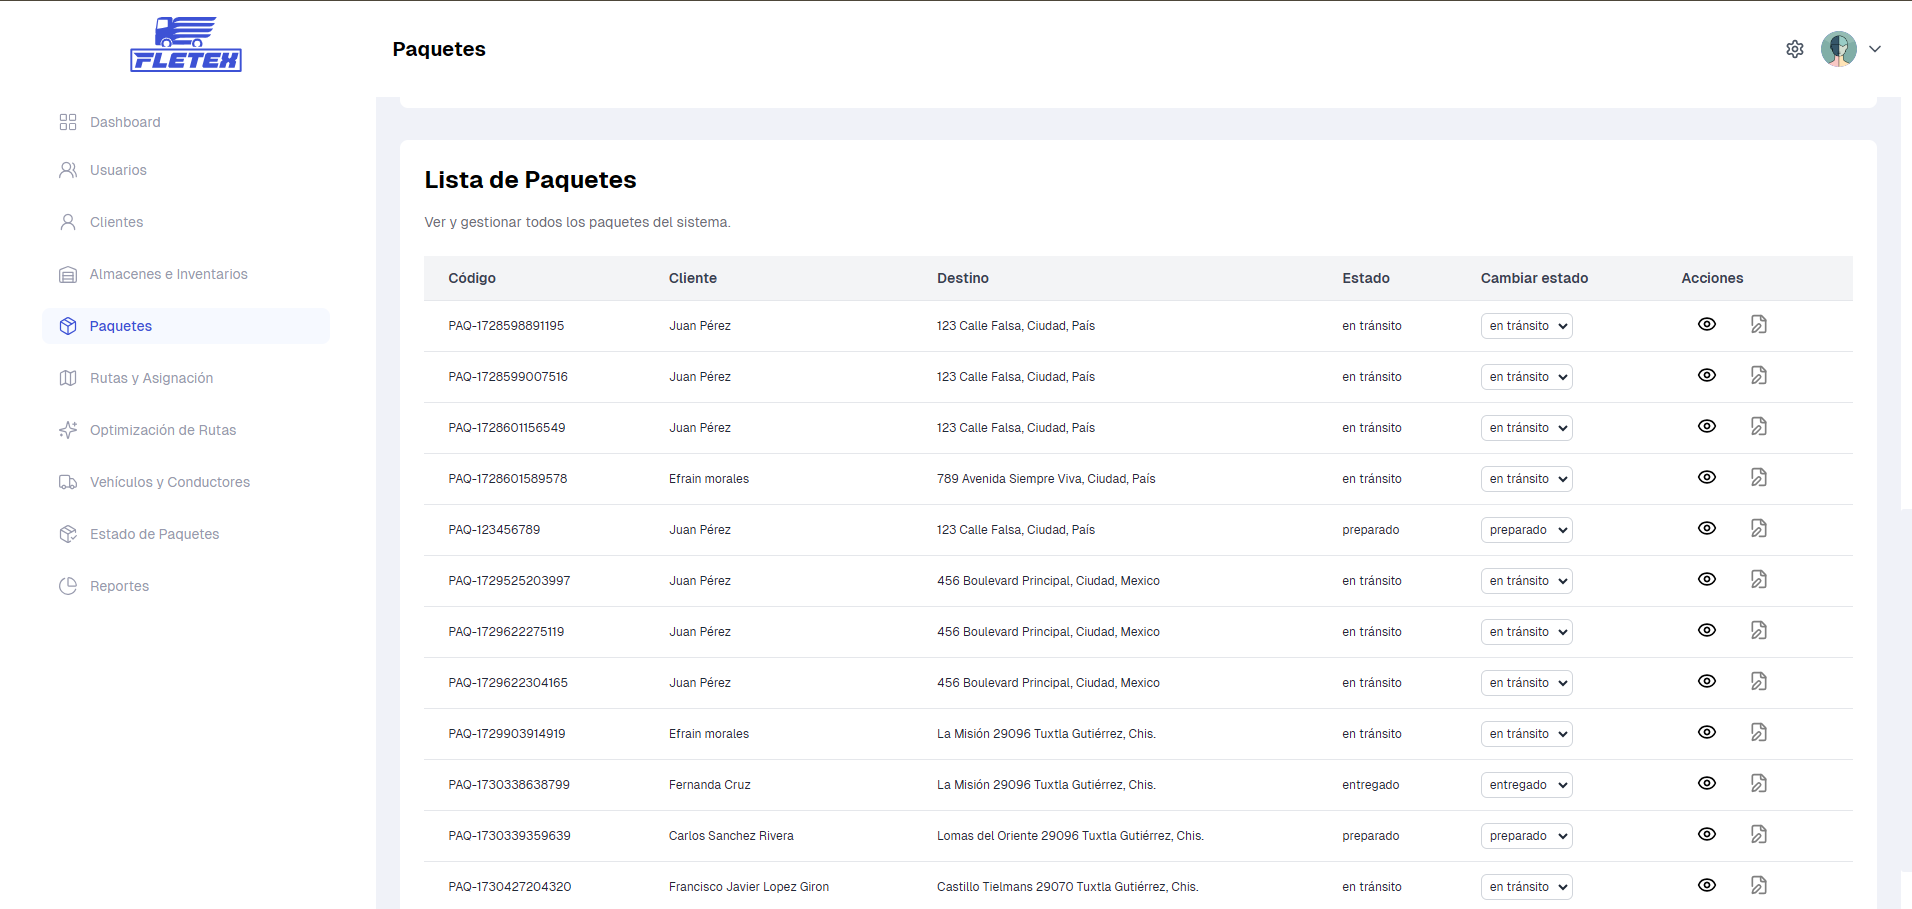 FLETEX
Paquetes
Dashboard
Usuarios
Clientes
Almacenes e Inventarios
Paquetes
Rutas y Asignación
Optimización de Rutas
Vehículos y Conductores
Estado de Paquetes
Reportes
Lista de Paquetes
Ver y gestionar todos los paquetes del sistema.
Código Cliente Destino Estado Cambiar estado Acciones
PAQ-1728598891195 Juan Pérez 123 Calle Falsa, Ciudad, País en tránsito en tránsito
PAQ-1728599007516 Juan Pérez 123 Calle Falsa, Ciudad, País en tránsito en tránsito
PAQ-1728601156549 Juan Pérez 123 Calle Falsa, Ciudad, País en tránsito en tránsito
PAQ-1728601589578 Efrain morales 789 Avenida Siempre Viva, Ciudad, País en tránsito en tránsito
PAQ-123456789 Juan Pérez 123 Calle Falsa, Ciudad, País preparado preparado
PAQ-1729525203997 Juan Pérez 456 Boulevard Principal, Ciudad, Mexico en tránsito en tránsito
PAQ-1729622275119 Juan Pérez 456 Boulevard Principal, Ciudad, Mexico en tránsito en tránsito
PAQ-1729622304165 Juan Pérez 456 Boulevard Principal, Ciudad, Mexico en tránsito en tránsito
PAQ-1729903914919 Efrain morales La Misión 29096 Tuxtla Gutiérrez, Chis. en tránsito en tránsito
PAQ-1730338638799 Fernanda Cruz La Misión 29096 Tuxtla Gutiérrez, Chis. entregado entregado
PAQ-1730339359639 Carlos Sanchez Rivera Lomas del Oriente 29096 Tuxtla Gutiérrez, Chis. preparado preparado
PAQ-1730427204320 Francisco Javier Lopez Giron Castillo Tielmans 29070 Tuxtla Gutiérrez, Chis. en tránsito en tránsito